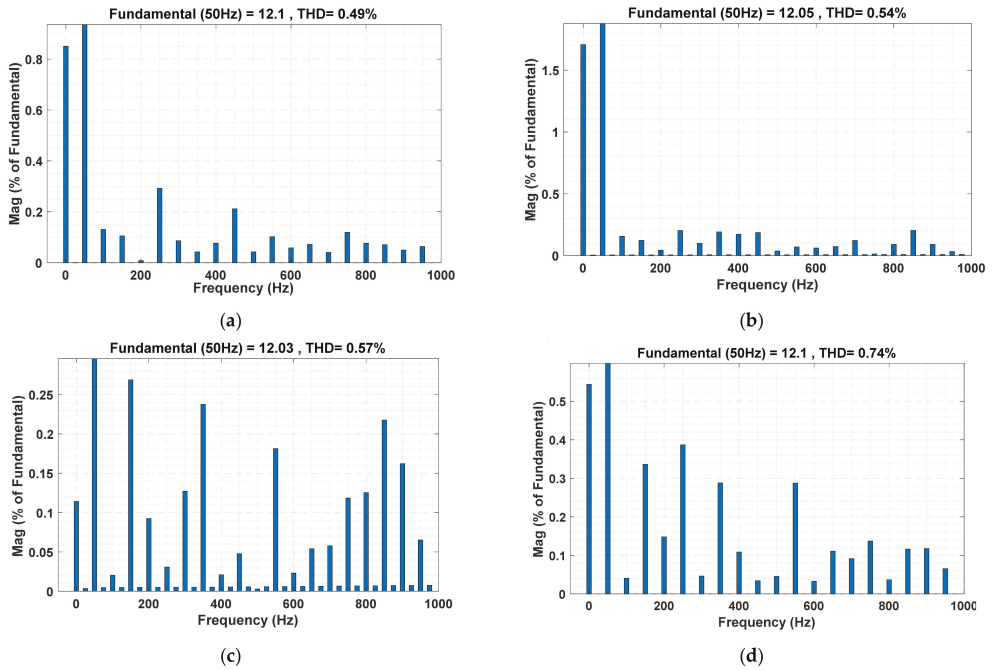 Fundamental (50Hz) = 12.1 , THD= 0.49%
Mag (% of Fundamental)
0.8
0.6
0.4
0.2
0
0 200 400 600 800 1000
Frequency (Hz)
(a)
Fundamental (50Hz) = 12.05 , THD= 0.54%
Mag (% of Fundamental)
1.5
1
0.5
0
0 200 400 600 800 1000
Frequency (Hz)
(b)
Fundamental (50Hz) = 12.03 , THD= 0.57%
Mag (% of Fundamental)
0.25
0.2
0.15
0.1
0.05
0
0 200 400 600 800 1000
Frequency (Hz)
(c)
Fundamental (50Hz) = 12.1 , THD= 0.74%
Mag (% of Fundamental)
0.5
0.4
0.3
0.2
0.1
0
0 200 400 600 800 1000
Frequency (Hz)
(d)